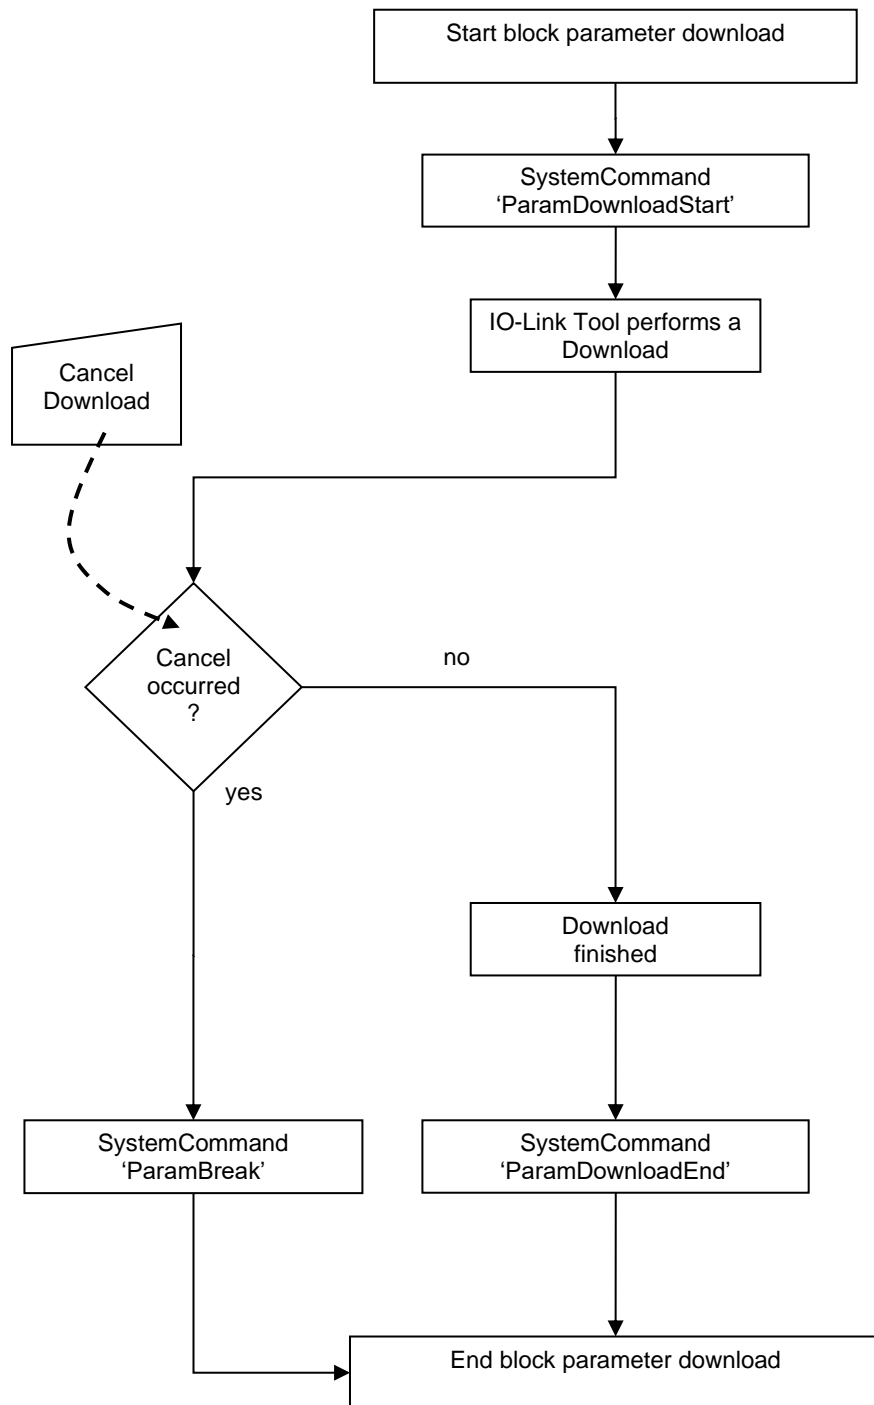 Start block parameter download
SystemCommand
‘ParamDownloadStart’
IO-Link Tool performs a
Download
Cancel
Download
Cancel
occurred
?
no
yes
Download
finished
SystemCommand
‘ParamBreak’
SystemCommand
‘ParamDownloadEnd’
End block parameter download